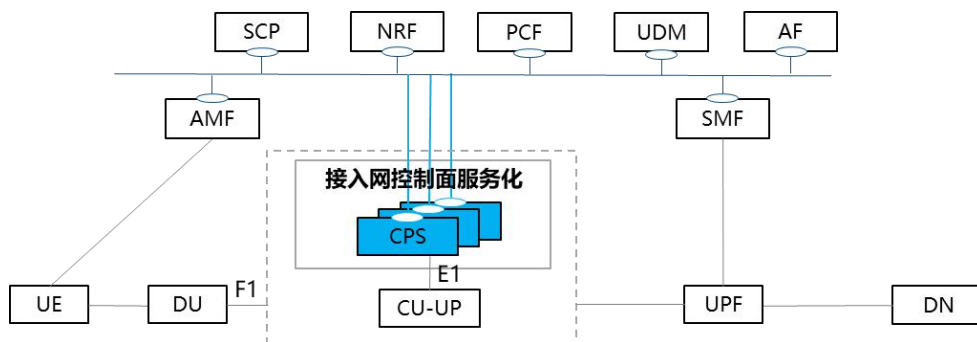 SCP
NRF
PCF
UDM
AF
AMF
SMF
接入网控制面服务化
CPS
E1
F1
UE
DU
CU-UP
UPF
DN